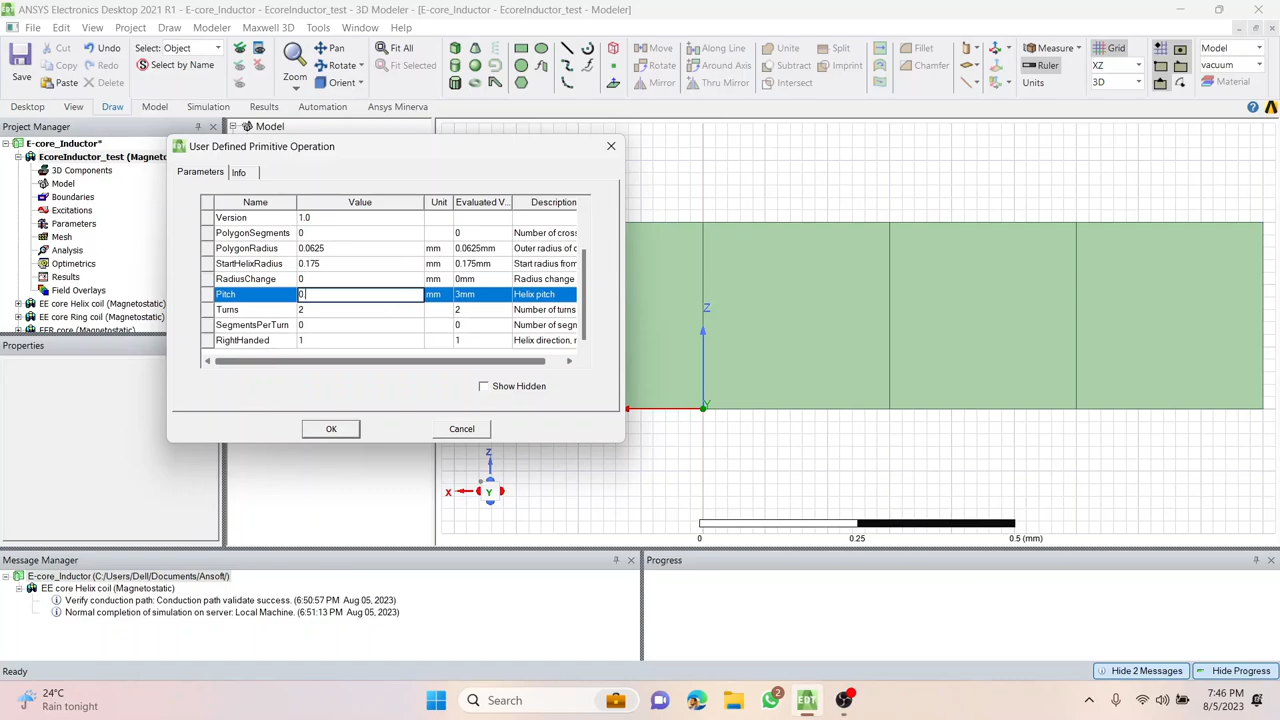 ANSYS Electronics Desktop 2021 R1 - E-core_Inductor - EcoreInductor_test - 3D Modeler - [E-core_Inductor - EcoreInductor_test - Modeler]
File Edit View Project Draw Modeler Maxwell 3D Tools Window Help
Save Cut Copy Paste Undo Redo Delete Select: Object Select by Name Zoom Pan Rotate Orient Fit All Fit Selected Move Rotate Mirror Along Line Around Axis Thru Mirror Unite Subtract Intersect Split Imprint Fillet Chamfer Measure Ruler Units Grid XZ 3D Model vacuum Material
Desktop View Draw Model Simulation Results Automation Ansys Minerva
Project Manager
E-core_Inductor*
EcoreInductor_test (Magnetost
3D Components
Model
Boundaries
Excitations
Parameters
Mesh
Analysis
Optimetrics
Results
Field Overlays
EE core Helix coil (Magnetostatic)
EE core Ring coil (Magnetostatic)
EER core (Magnetostatic)
Properties
Model
User Defined Primitive Operation
Parameters Info
Name Value Unit Evaluated V... Description
Version 1.0
PolygonSegments 0 0 Number of cross
PolygonRadius 0.0625 mm 0.0625mm Outer radius of c
StartHelixRadius 0.175 mm 0.175mm Start radius from
RadiusChange 0 mm 0mm Radius change
Pitch 0. mm 3mm Helix pitch
Turns 2 2 Number of turns
SegmentsPerTurn 0 0 Number of segn
RightHanded 1 1 Helix direction, r
Show Hidden
OK Cancel
Z
Y
Z
X
Y
0 0.25 0.5 (mm)
Message Manager
E-core_Inductor (C:/Users/Dell/Documents/Ansoft/)
EE core Helix coil (Magnetostatic)
Verify conduction path: Conduction path validate success. (6:50:57 PM Aug 05, 2023)
Normal completion of simulation on server: Local Machine. (6:51:13 PM Aug 05, 2023)
Progress
Ready
Hide 2 Messages Hide Progress
24°C
Rain tonight
Search
2
EDT
7:46 PM
8/5/2023